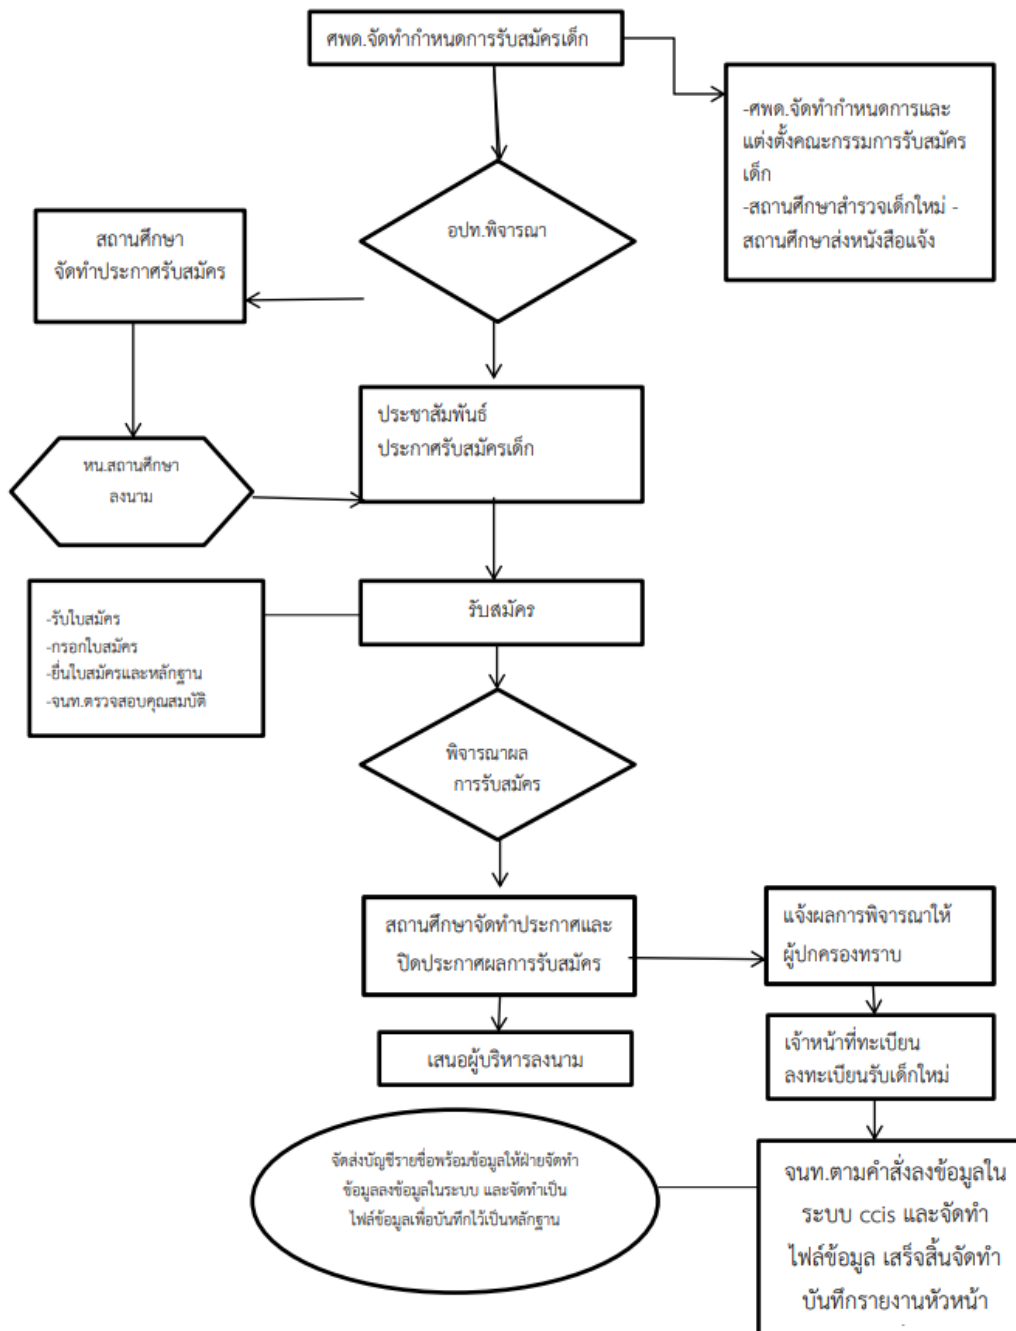 ศพด.จัดทำกำหนดการรับสมัครเด็ก
-ศพด.จัดทำกำหนดการและ
แต่งตั้งคณะกรรมการรับสมัคร
เด็ก
-สถานศึกษาสำรวจเด็กใหม่ -
สถานศึกษาส่งหนังสือแจ้ง
อปท.พิจารณา
สถานศึกษา
จัดทำประกาศรับสมัคร
ประชาสัมพันธ์
ประกาศรับสมัครเด็ก
หน.สถานศึกษา
ลงนาม
รับสมัคร
-รับใบสมัคร
-กรอกใบสมัคร
-ยื่นใบสมัครและหลักฐาน
-จนท.ตรวจสอบคุณสมบัติ
พิจารณาผล
การรับสมัคร
สถานศึกษาจัดทำประกาศและ
ปิดประกาศผลการรับสมัคร
แจ้งผลการพิจารณาให้
ผู้ปกครองทราบ
เสนอผู้บริหารลงนาม
เจ้าหน้าที่ทะเบียน
ลงทะเบียนรับเด็กใหม่
จัดส่งบัญชีรายชื่อพร้อมข้อมูลให้ฝ่ายจัดทำ
ข้อมูลลงข้อมูลในระบบ และจัดทำเป็น
ไฟล์ข้อมูลเพื่อบันทึกไว้เป็นหลักฐาน
จนท.ตามคำสั่งลงข้อมูลใน
ระบบ ccis และจัดทำ
ไฟล์ข้อมูล เสร็จสิ้นจัดทำ
บันทึกรายงานหัวหน้า